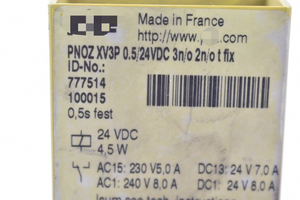 Made in France
http://www.
PNOZ XV3P 0.5/24VDC 3n/o 2n/o t fix
ID-No.:
777514
100015
0,5s fest
24 VDC
4,5 W
AC15: 230 V5,0 A DC13: 24 V 7.0 A
AC1: 240 V 8.0 A DC1: 24 V 8.0 A